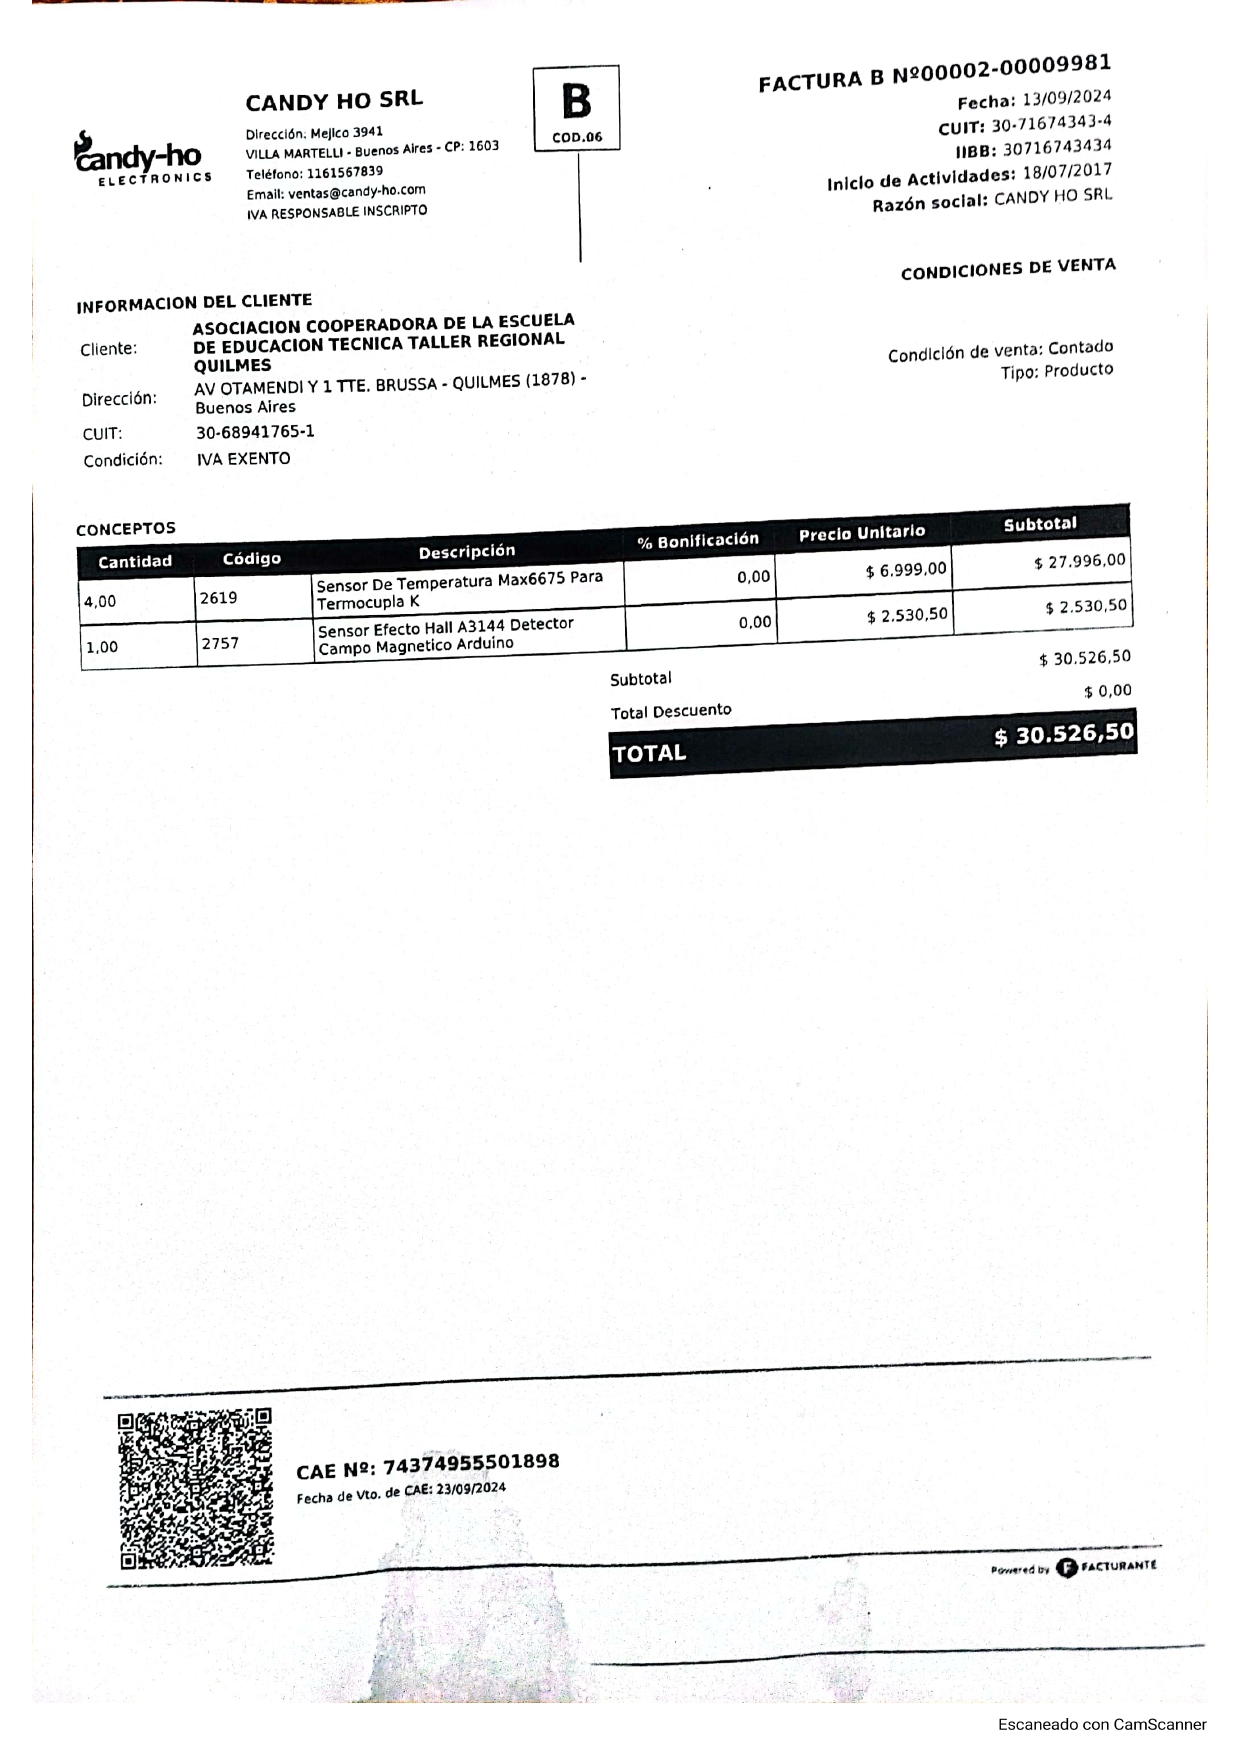 candy-ho
ELECTRONICS
CANDY HO SRL
Dirección: Mejico 3941
VILLA MARTELLI - Buenos Aires - CP: 1603
Teléfono: 1161567839
Email: ventas@candy-ho.com
IVA RESPONSABLE INSCRIPTO
B
COD.06
FACTURA B Nº00002-00009981
Fecha: 13/09/2024
CUIT: 30-71674343-4
IIBB: 30716743434
Inicio de Actividades: 18/07/2017
Razón social: CANDY HO SRL
CONDICIONES DE VENTA
Condición de venta: Contado
Tipo: Producto
INFORMACION DEL CLIENTE
Cliente: ASOCIACION COOPERADORA DE LA ESCUELA
DE EDUCACION TECNICA TALLER REGIONAL
QUILMES
Dirección: AV OTAMENDI Y 1 TTE. BRUSSA - QUILMES (1878) -
Buenos Aires
CUIT: 30-68941765-1
Condición: IVA EXENTO
CONCEPTOS
Cantidad Código Descripción % Bonificación Precio Unitario Subtotal
4,00 2619 Sensor De Temperatura Max6675 Para 0,00 $ 6.999,00 $ 27.996,00
Termocupla K
1,00 2757 Sensor Efecto Hall A3144 Detector 0,00 $ 2.530,50 $ 2.530,50
Campo Magnetico Arduino
Subtotal $ 30.526,50
Total Descuento $ 0,00
TOTAL $ 30.526,50
CAE Nº: 74374955501898
Fecha de Vto. de CAE: 23/09/2024
Powered by F FACTURANTE
Escaneado con CamScanner